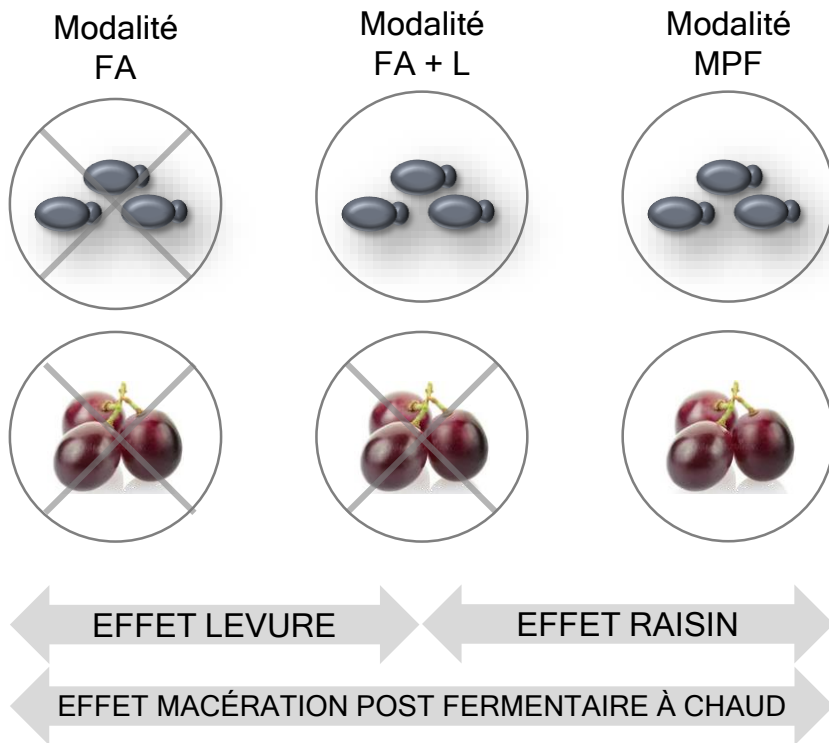 Modalité
FA
Modalité
FA + L
Modalité
MPF
EFFET LEVURE
EFFET RAISIN
EFFET MACÉRATION POST FERMENTAIRE À CHAUD